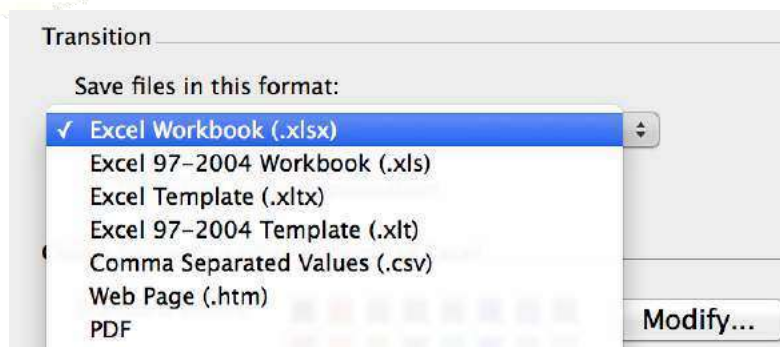 Transition
Save files in this format:
✓ Excel Workbook (.xlsx)
Excel 97–2004 Workbook (.xls)
Excel Template (.xltx)
Excel 97–2004 Template (.xlt)
Comma Separated Values (.csv)
Web Page (.htm)
PDF
Modify...